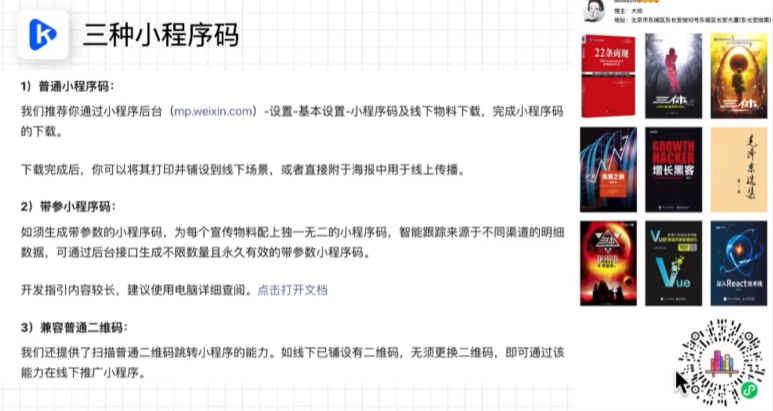 三种小程序码
1）普通小程序码：
我们推荐你通过小程序后台（mp.weixin.com）-设置-基本设置-小程序码及线下物料下载，完成小程序码
的下载。
下载完成后，你可以将其打印并铺设到线下场景，或者直接附于海报中用于线上传播。
2）带参小程序码：
如须生成带参数的小程序码，为每个宣传物料配上独一无二的小程序码，智能跟踪来源于不同渠道的明细
数据，可通过后台接口生成不限数量且永久有效的带参数小程序码。
开发指引内容较长，建议使用电脑详细查阅。点击打开文档
3）兼容普通二维码：
我们还提供了扫描普通二维码跳转小程序的能力。如线下已铺设有二维码，无须更换二维码，即可通过该
能力在线下推广小程序。
馆主：大帅
地址：北京市东城区东长安街10号东城区长安大厦(东长安街南)
22条商规
三体
三体
浪潮之巅
GROWTH
HACKER
增长黑客
毛泽东选集
三体
Vue
Vue
深入React技术栈